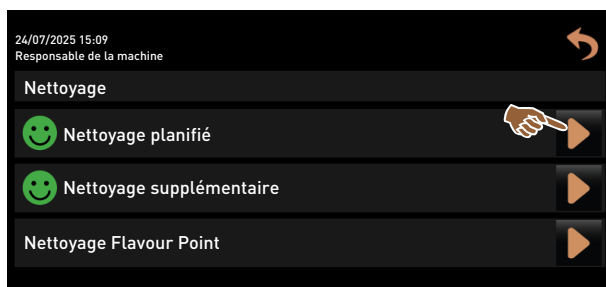 24/07/2025 15:09
Responsable de la machine
Nettoyage
Nettoyage planifié
Nettoyage supplémentaire
Nettoyage Flavour Point